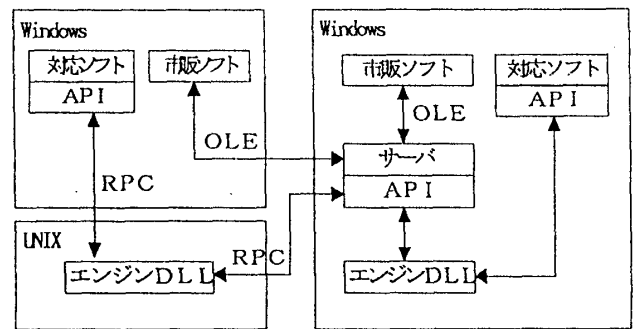 Windows
対応ソフト
API
市販ソフト
OLE
RPC
UNIX
エンジンDLL
RPC
Windows
市販ソフト
対応ソフト
API
OLE
サーバ
API
エンジンDLL